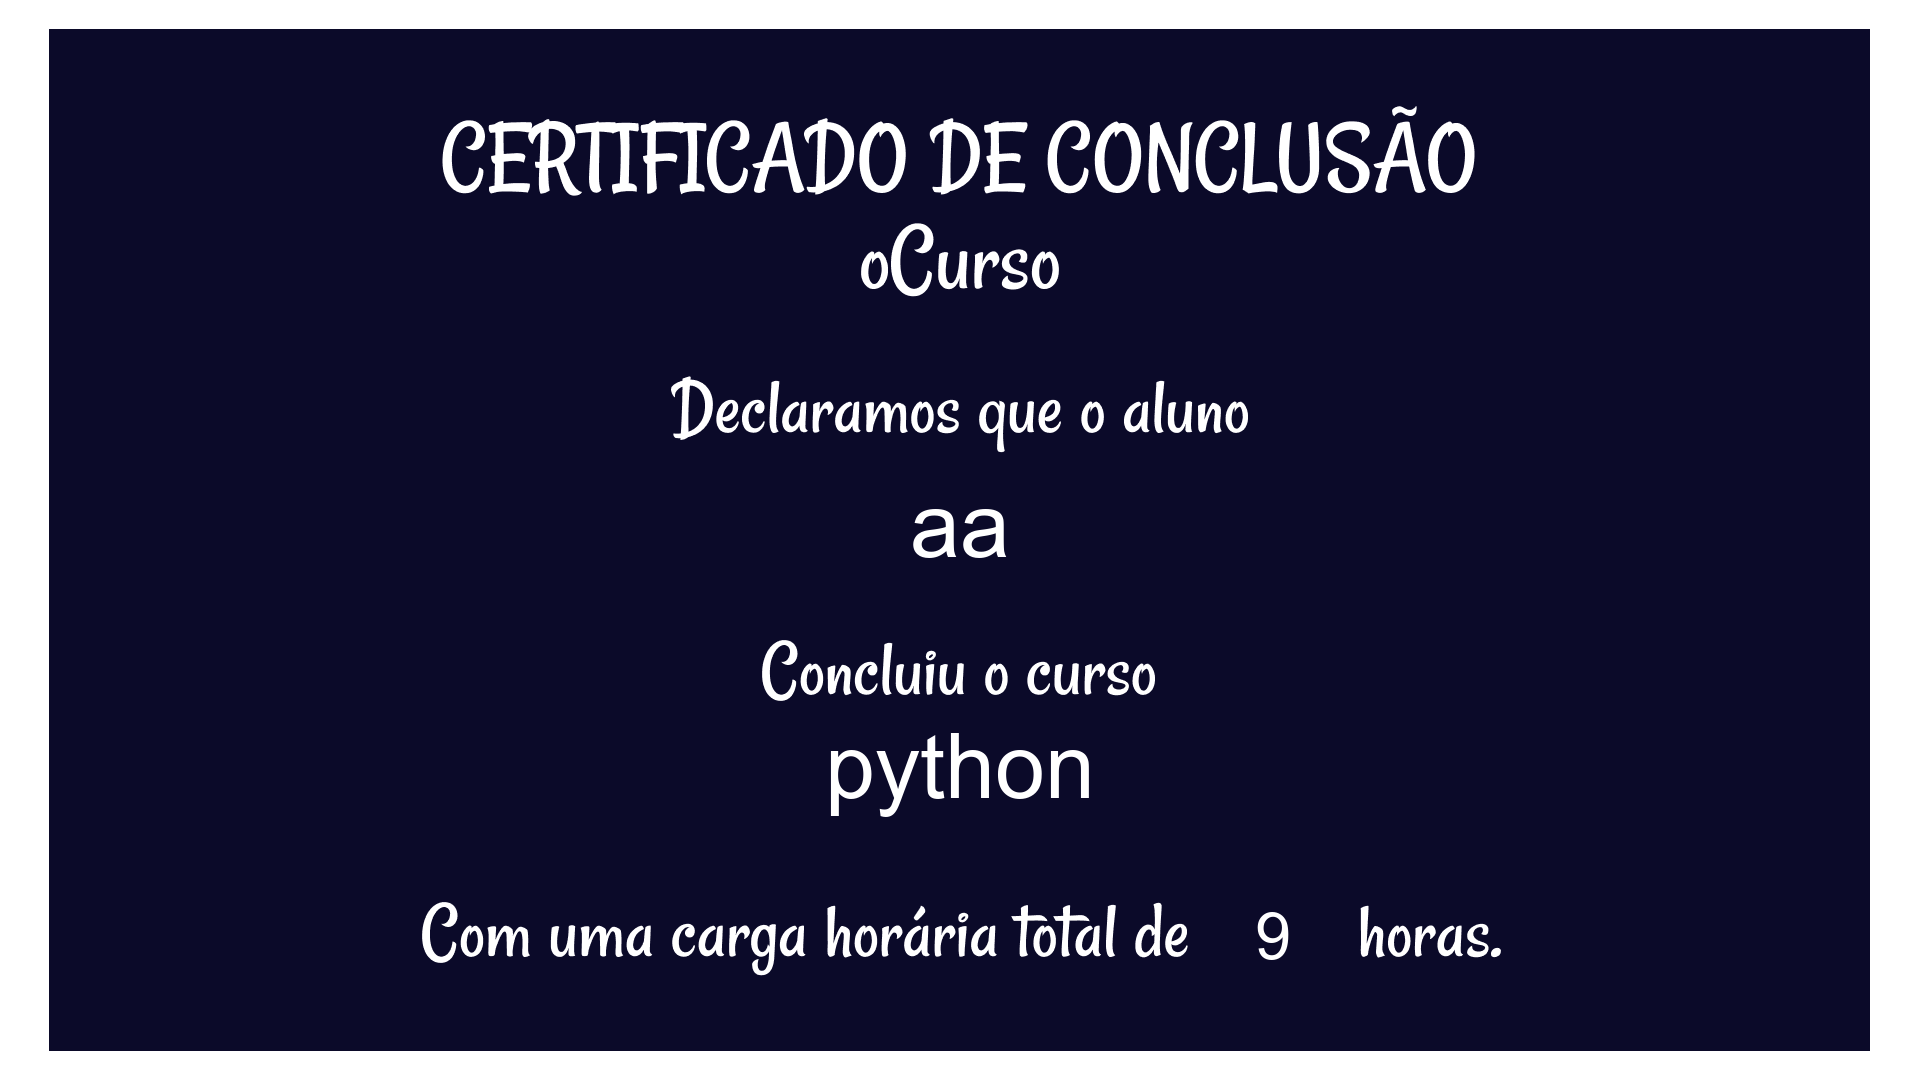 CERTIFICADO DE CONCLUSÃO
oCurso
Declaramos que o aluno
aa
Concluiu o curso
python
Com uma carga horária total de 9 horas.